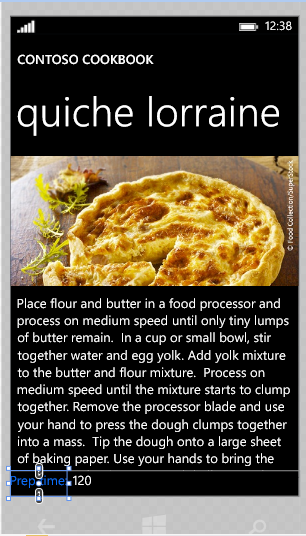 12:38
CONTOSO COOKBOOK
quiche lorraine
© Food Collection/SuperStock
Place flour and butter in a food processor and
process on medium speed until only tiny lumps
of butter remain.  In a cup or small bowl, stir
together water and egg yolk. Add yolk mixture
to the butter and flour mixture.  Process on
medium speed until the mixture starts to clump
together. Remove the processor blade and use
your hand to press the dough clumps together
into a mass.  Tip the dough onto a large sheet
of baking paper. Use your hands to bring the
Prep time: 120